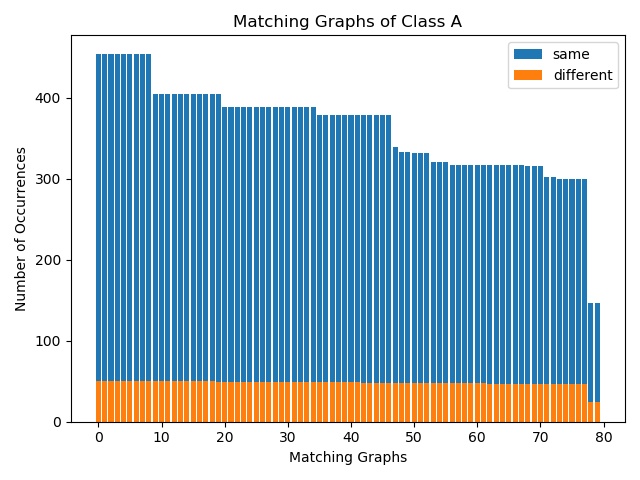 Matching Graphs of Class A
same
different
Number of Occurrences
400
300
200
100
0
0 10 20 30 40 50 60 70 80
Matching Graphs